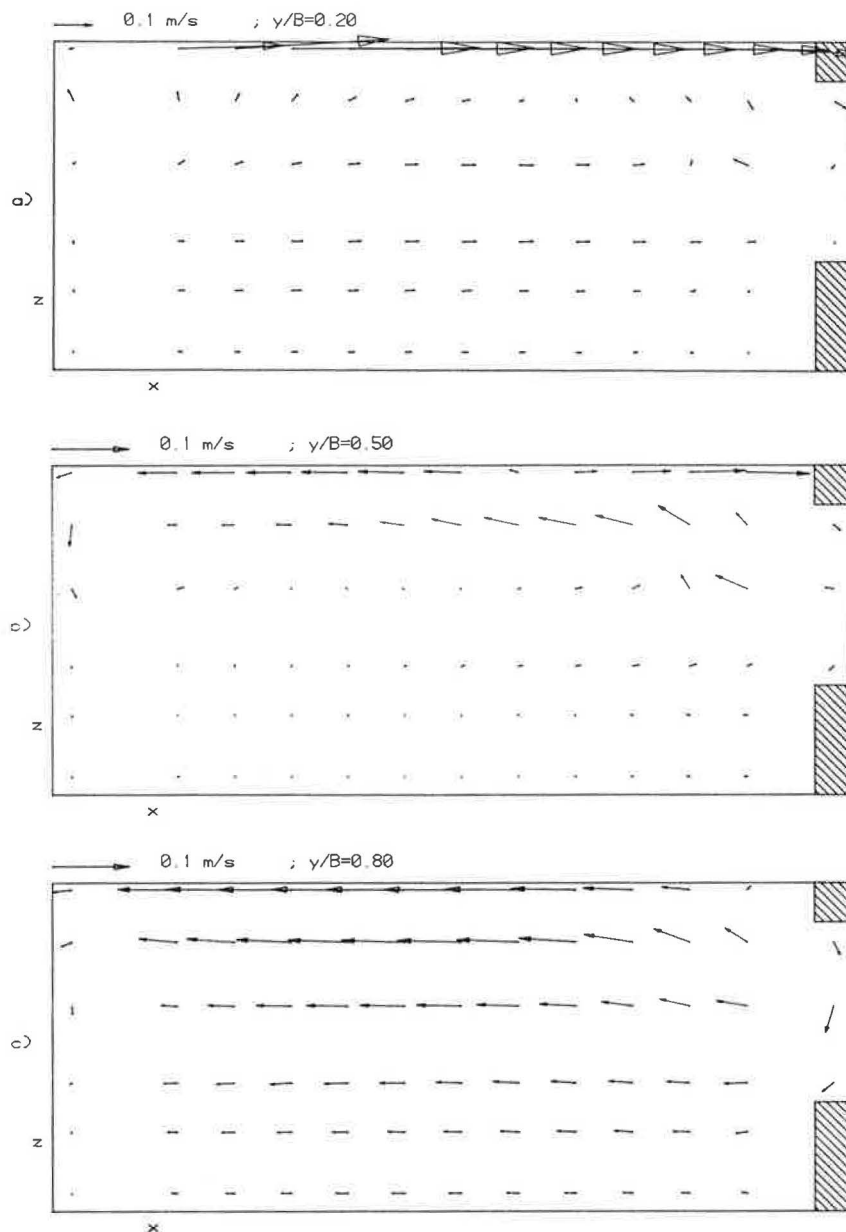 0.1 m/s ; y/B=0.20
a)
z
x
0.1 m/s ; y/B=0.50
b)
z
x
0.1 m/s ; y/B=0.80
c)
z
x